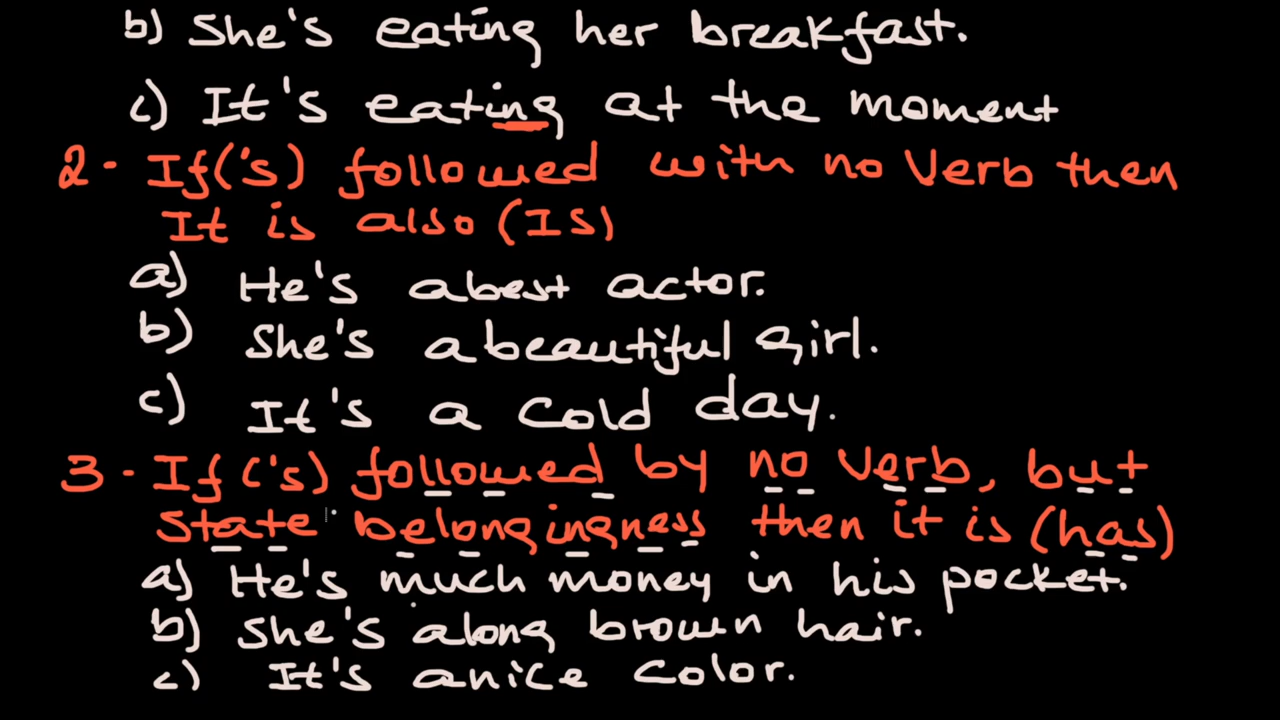 b) She's eating her breakfast.
c) It's eating at the moment
2- If('s) followed with no Verb then
It is also (IS)
a) He's abest actor.
b) She's a beautiful girl.
c) It's a cold day.
3- If('s) followed by no verb, but
state belongingness then it is (has)
a) He's much money in his pocket.
b) She's along brown hair.
c) It's anice color.